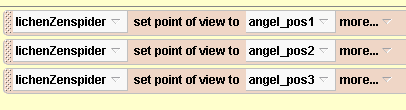 lichenZenspider set point of view to angel_pos1 more...
lichenZenspider set point of view to angel_pos2 more...
lichenZenspider set point of view to angel_pos3 more...